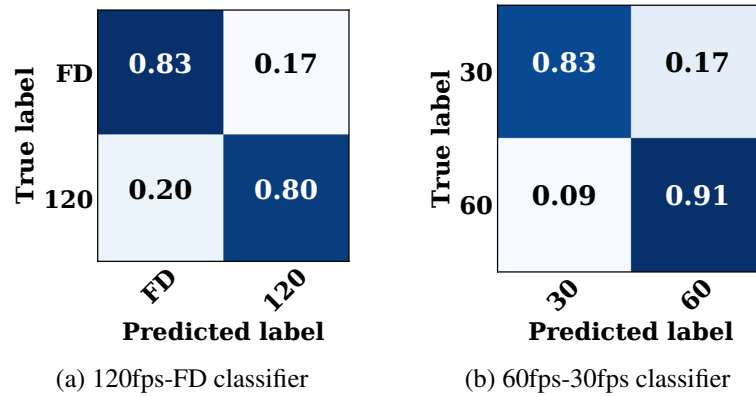 True label
FD
0.83
0.17
120
0.20
0.80
FD
120
Predicted label
(a) 120fps-FD classifier
True label
30
0.83
0.17
60
0.09
0.91
30
60
Predicted label
(b) 60fps-30fps classifier